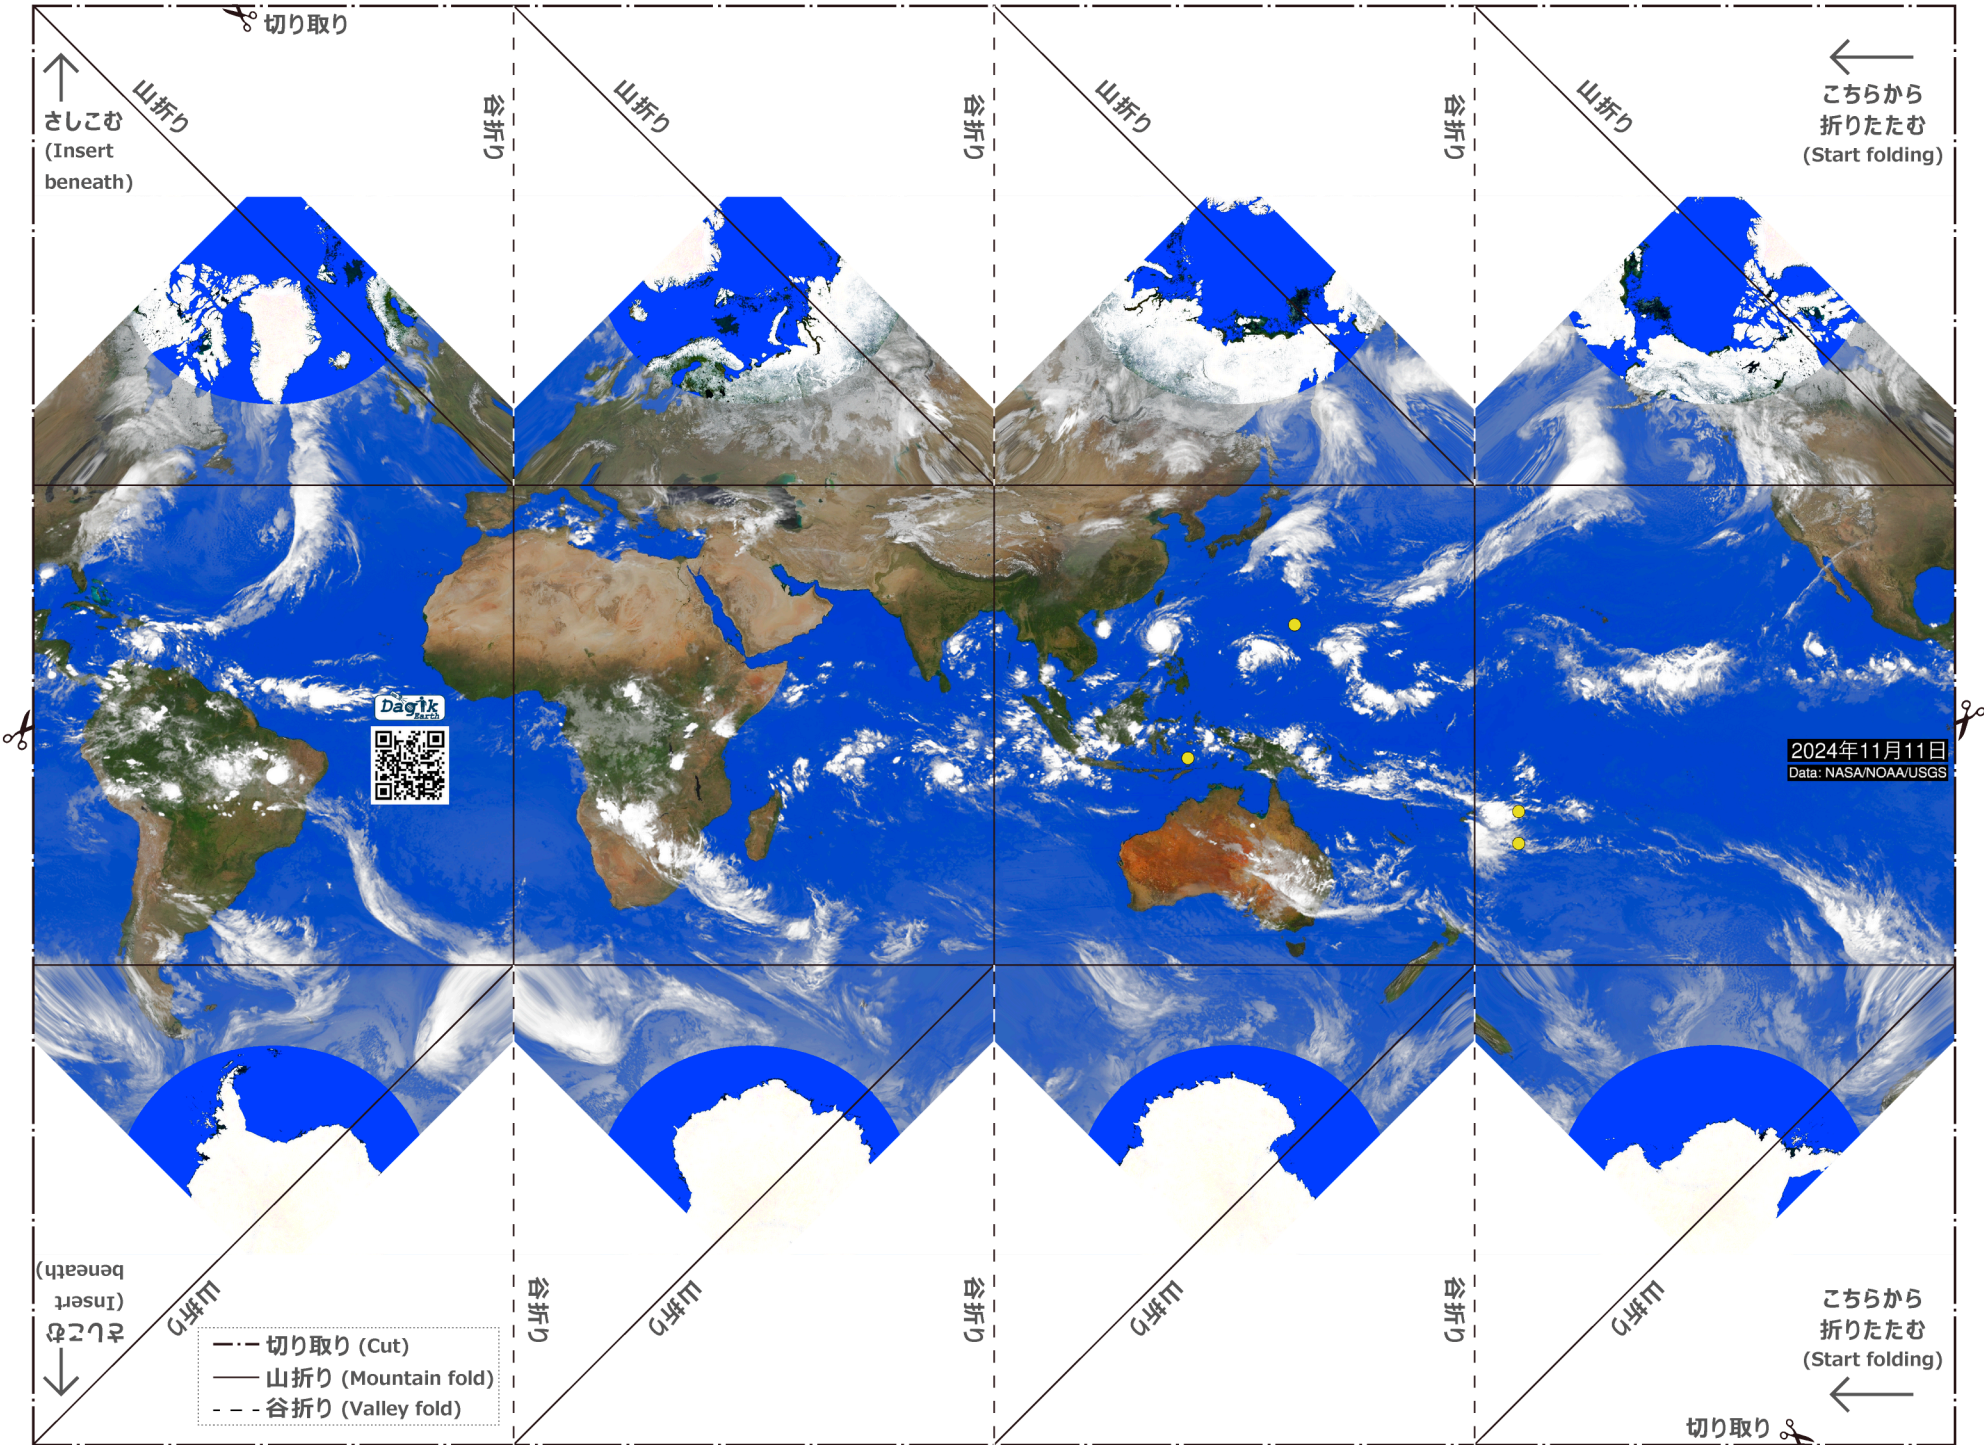 切り取り
さしこむ
(Insert
beneath)
山折り
谷折り
山折り
谷折り
山折り
谷折り
山折り
こちらから
折りたたむ
(Start folding)
Dagik
Earth
2024年11月11日
Data: NASA/NOAA/USGS
さしこむ
(Insert
beneath)
山折り
谷折り
山折り
谷折り
山折り
谷折り
山折り
こちらから
折りたたむ
(Start folding)
切り取り (Cut)
山折り (Mountain fold)
谷折り (Valley fold)
切り取り